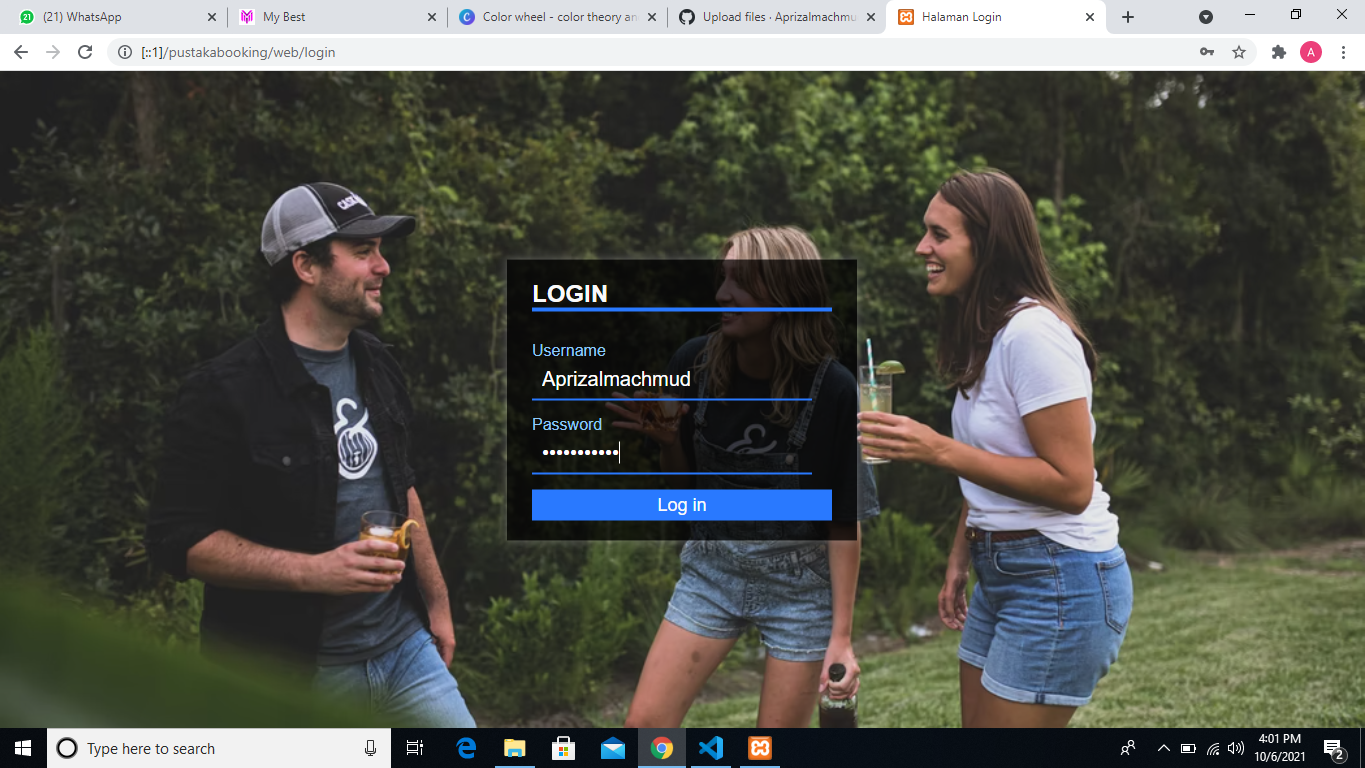 (21) WhatsApp
My Best
Color wheel - color theory an
Upload files · Aprizalmachmu
Halaman Login
[::1]/pustakabooking/web/login
A
LOGIN
Username
Aprizalmachmud
Password
•••••••••••
Log in
Type here to search
4:01 PM
10/6/2021
2